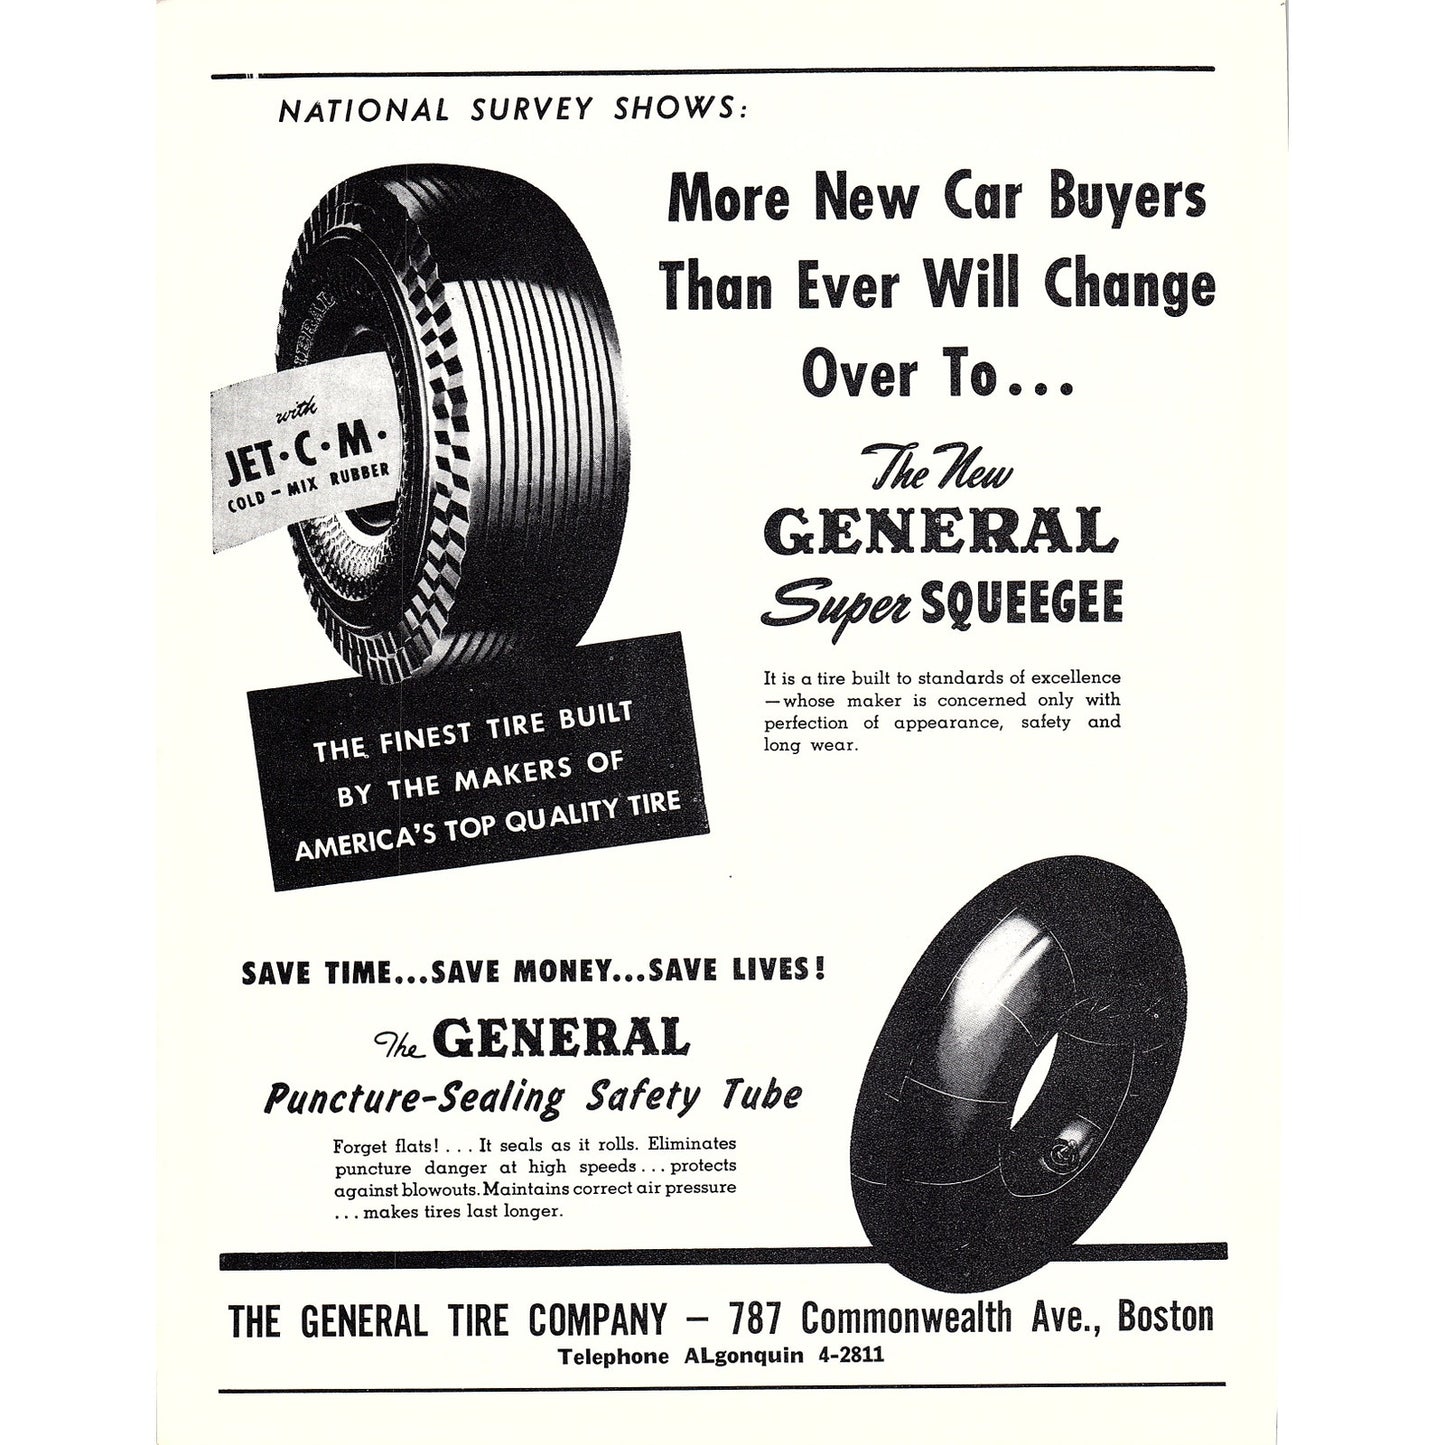 NATIONAL SURVEY SHOWS:
More New Car Buyers
Than Ever Will Change
Over To...
GENERAL
with
JET·C·M·
COLD-MIX RUBBER
The New
GENERAL
Super SQUEEGEE
It is a tire built to standards of excellence
—whose maker is concerned only with
perfection of appearance, safety and
long wear.
THE FINEST TIRE BUILT
BY THE MAKERS OF
AMERICA'S TOP QUALITY TIRE
SAVE TIME...SAVE MONEY...SAVE LIVES!
The GENERAL
Puncture-Sealing Safety Tube
Forget flats! . . . It seals as it rolls. Eliminates
puncture danger at high speeds . . . protects
against blowouts. Maintains correct air pressure
. . . makes tires last longer.
THE GENERAL TIRE COMPANY — 787 Commonwealth Ave., Boston
Telephone ALgonquin 4-2811